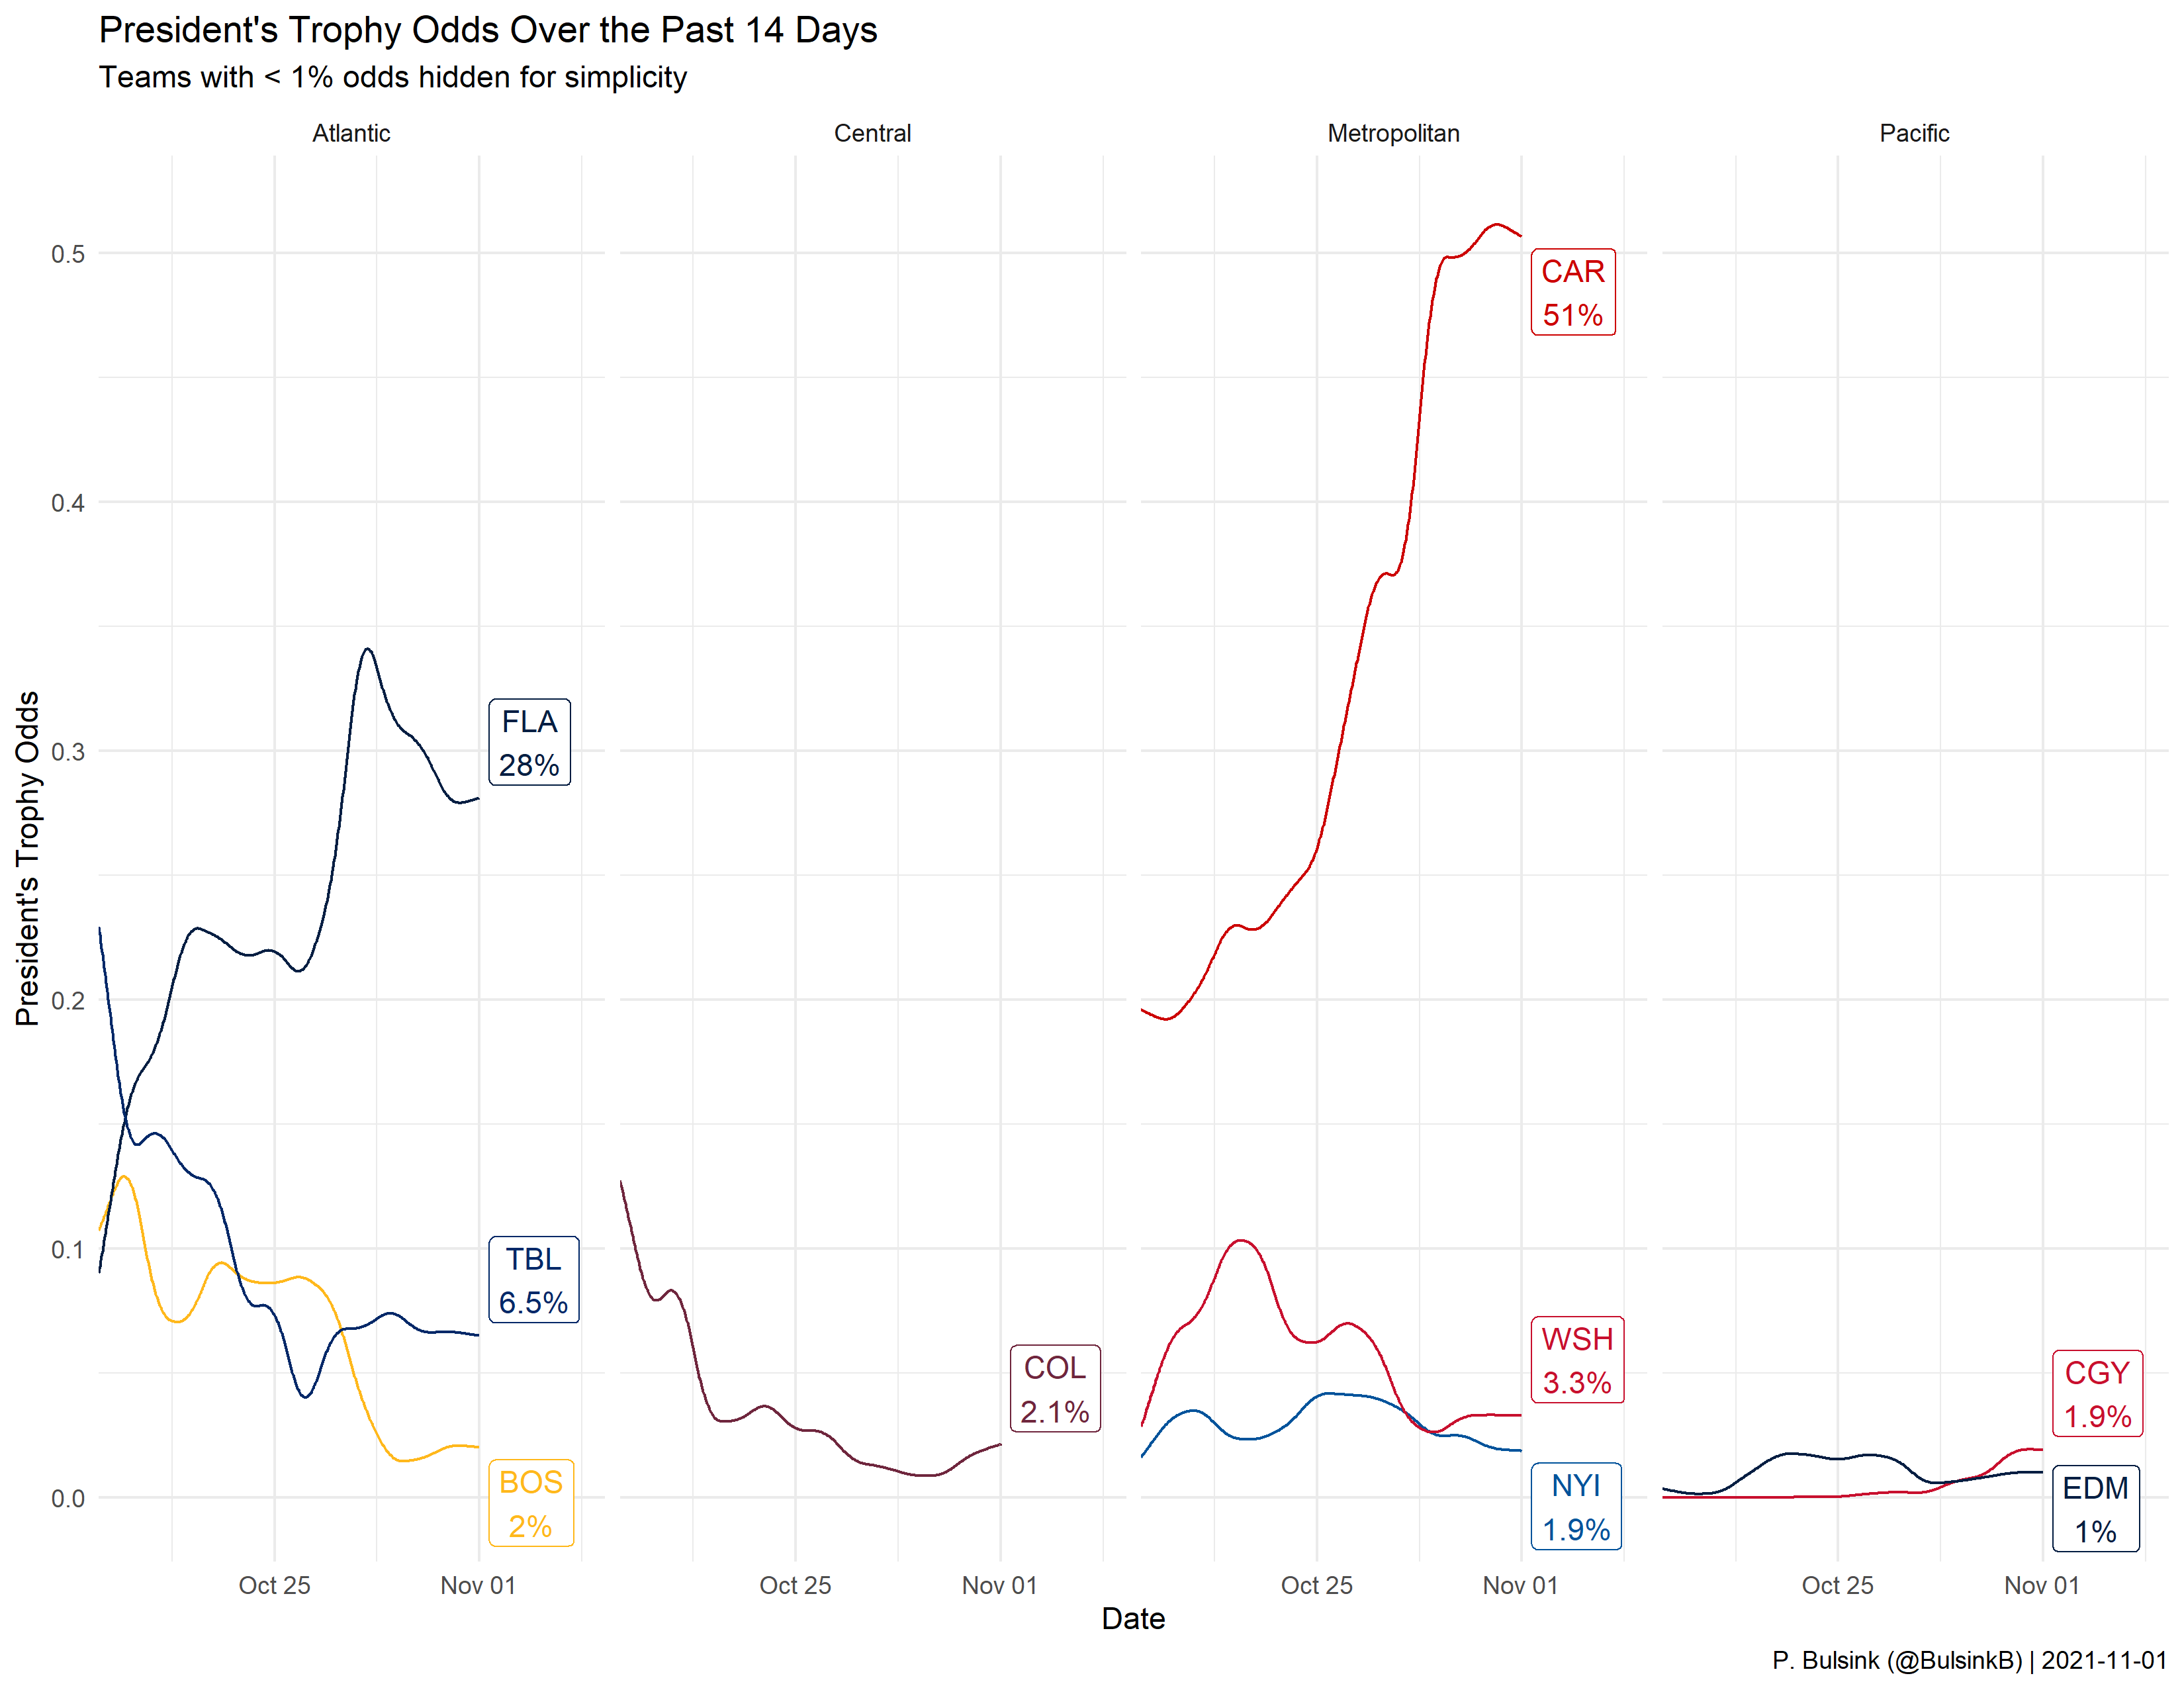 President's Trophy Odds Over the Past 14 Days
Teams with < 1% odds hidden for simplicity
Atlantic
Central
Metropolitan
Pacific
President's Trophy Odds
0.5
0.4
0.3
0.2
0.1
0.0
FLA
28%
TBL
6.5%
BOS
2%
COL
2.1%
CAR
51%
WSH
3.3%
NYI
1.9%
CGY
1.9%
EDM
1%
Oct 25
Nov 01
Oct 25
Nov 01
Oct 25
Nov 01
Oct 25
Nov 01
Date
P. Bulsink (@BulsinkB) | 2021-11-01